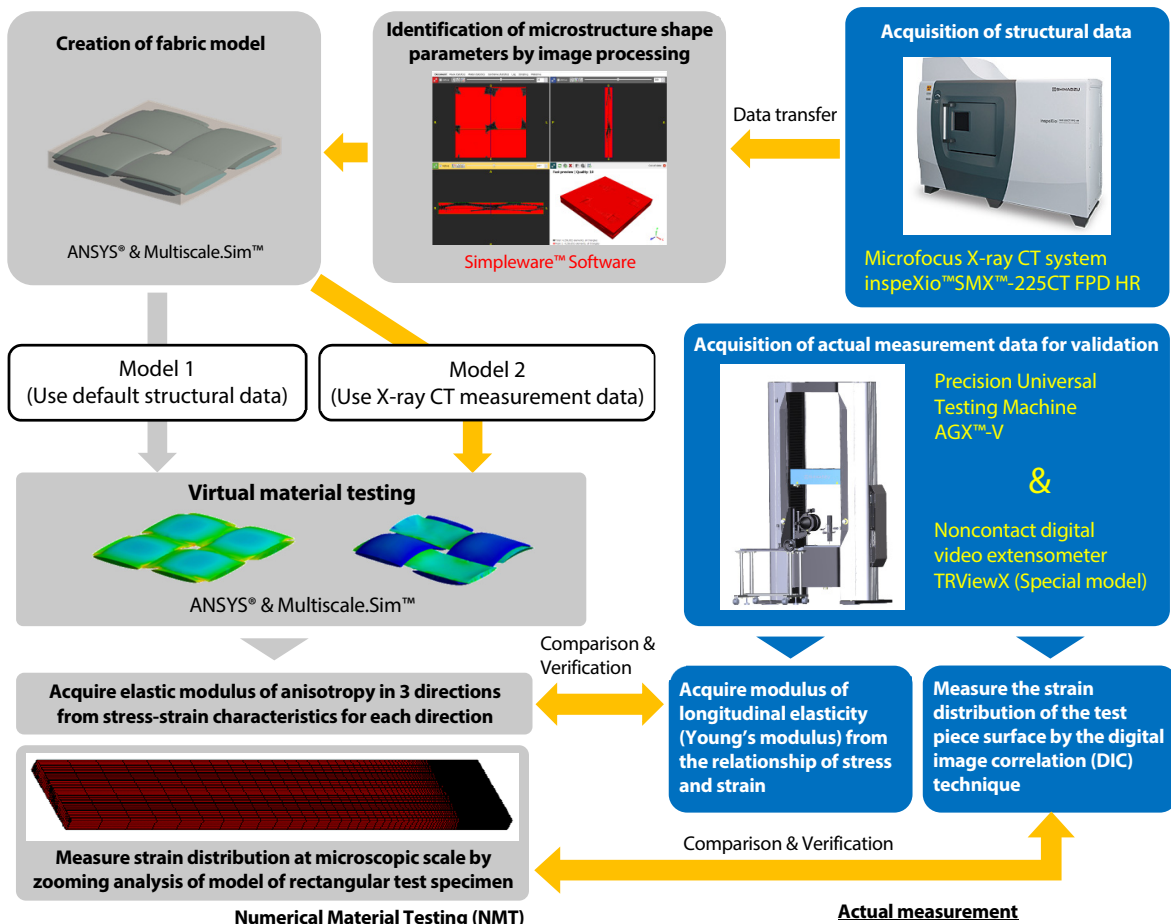 Creation of fabric model
ANSYS® & Multiscale.Sim™
Identification of microstructure shape
parameters by image processing
Simpleware™ Software
Data transfer
Acquisition of structural data
SHIMADZU
inspeXio
Microfocus X-ray CT system
inspeXio™SMX™-225CT FPD HR
Model 1
(Use default structural data)
Model 2
(Use X-ray CT measurement data)
Acquisition of actual measurement data for validation
Precision Universal
Testing Machine
AGX™-V
&
Noncontact digital
video extensometer
TRViewX (Special model)
Virtual material testing
ANSYS® & Multiscale.Sim™
Comparison &
Verification
Acquire elastic modulus of anisotropy in 3 directions
from stress-strain characteristics for each direction
Acquire modulus of
longitudinal elasticity
(Young's modulus) from
the relationship of stress
and strain
Measure the strain
distribution of the test
piece surface by the digital
image correlation (DIC)
technique
Measure strain distribution at microscopic scale by
zooming analysis of model of rectangular test specimen
Comparison & Verification
Numerical Material Testing (NMT)
Actual measurement